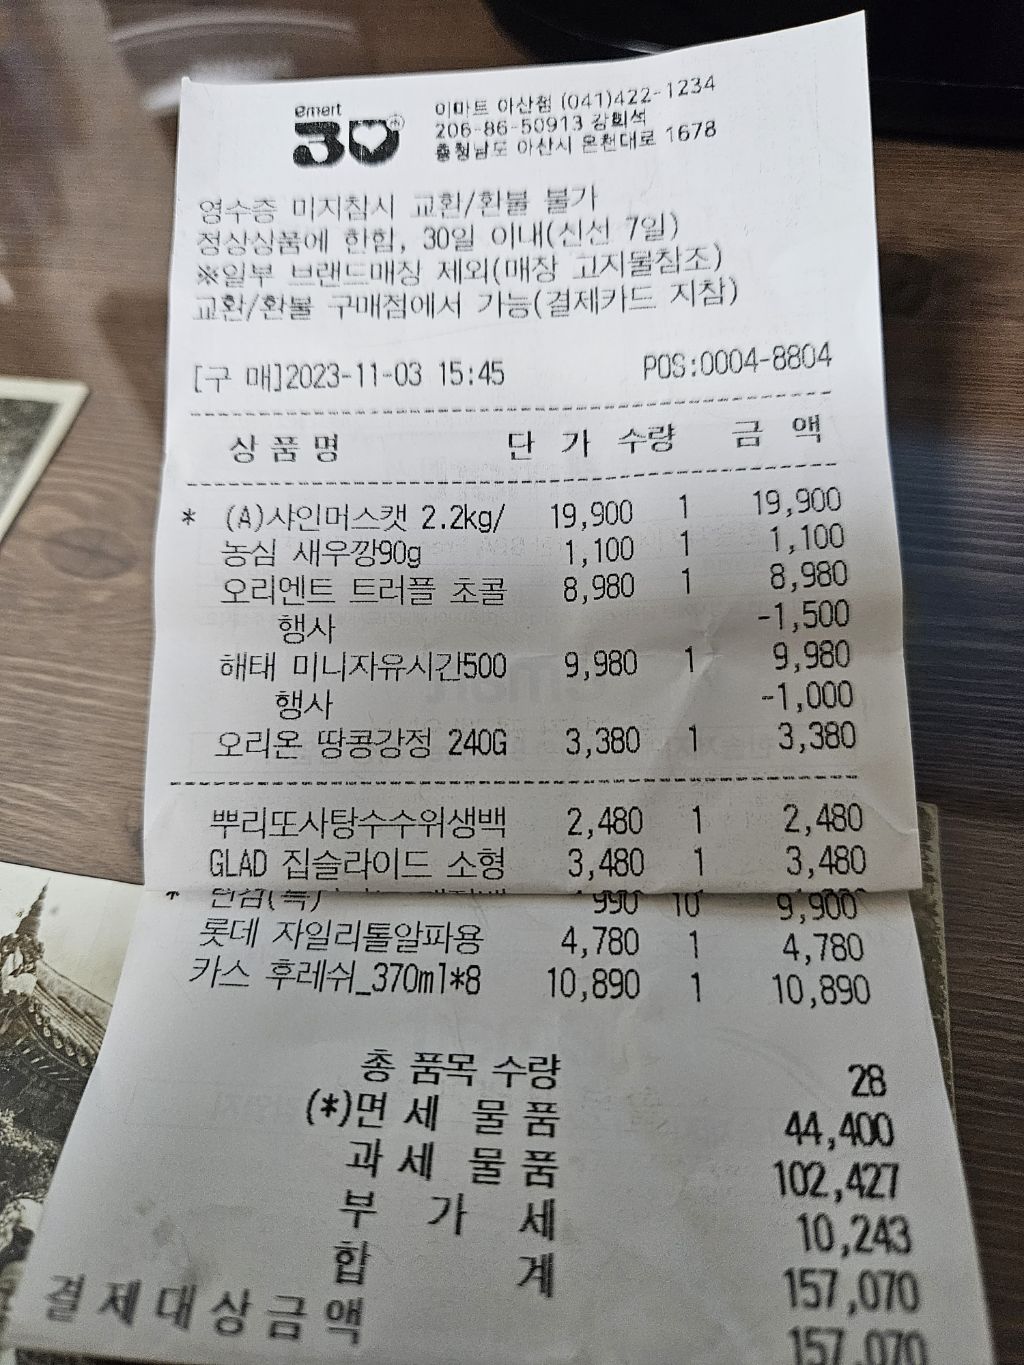 emart
30
이마트 아산점 (041)422-1234
206-86-50913 강희석
충청남도 아산시 온천대로 1678
영수증 미지참시 교환/환불 불가
정상상품에 한함, 30일 이내(신선 7일)
※일부 브랜드매장 제외(매장 고지물참조)
교환/환불 구매점에서 가능(결제카드 지참)
[구 매]2023-11-03 15:45 POS:0004-8804
상 품 명 단 가 수량 금 액
* (A)샤인머스캣 2.2kg/ 19,900 1 19,900
농심 새우깡90g 1,100 1 1,100
오리엔트 트러플 초콜 8,980 1 8,980
행사 -1,500
해태 미니자유시간500 9,980 1 9,980
행사 -1,000
오리온 땅콩강정 240G 3,380 1 3,380
뿌리또사탕수수위생백 2,480 1 2,480
GLAD 집슬라이드 소형 3,480 1 3,480
* 990 10 9,900
롯데 자일리톨알파용 4,780 1 4,780
카스 후레쉬_370ml*8 10,890 1 10,890
총 품목 수량 28
(*)면 세 물 품 44,400
과 세 물 품 102,427
부 가 세 10,243
합 계 157,070
결 제 대 상 금 액 157,070